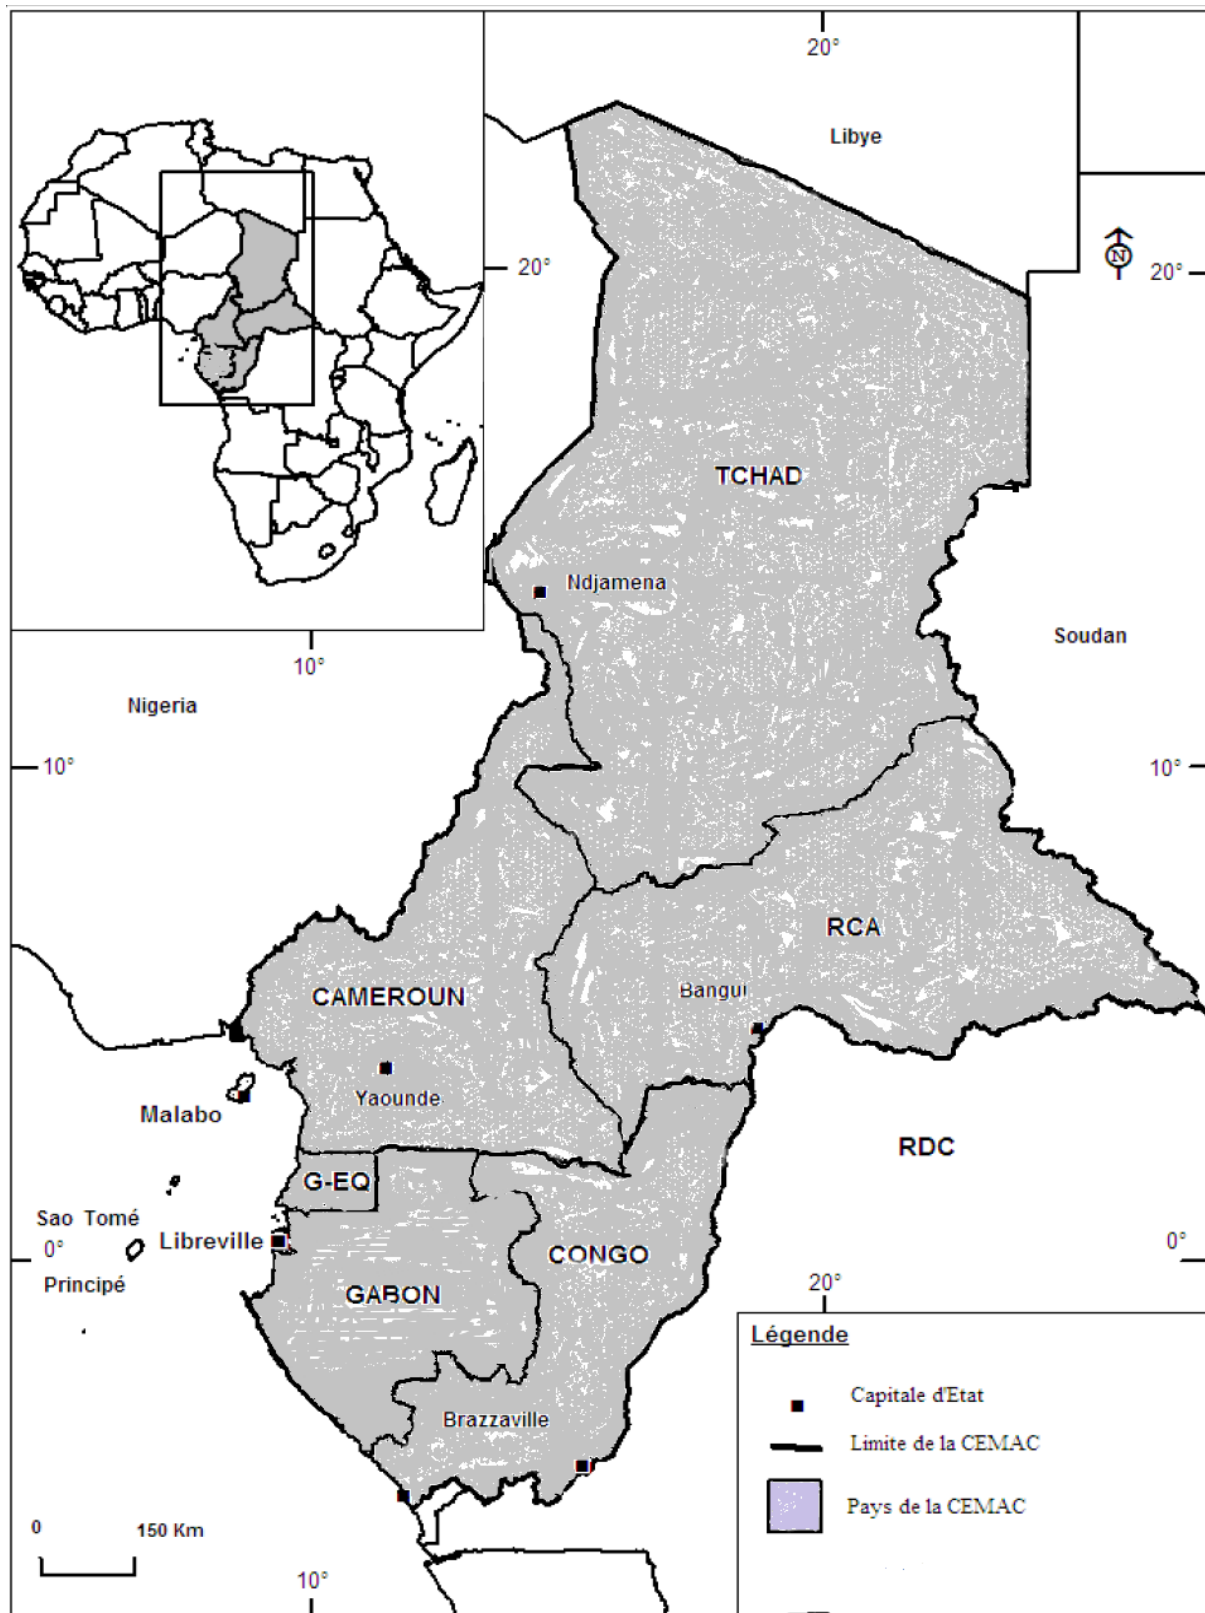 20°
Libye
N
20°
20°
TCHAD
Ndjamena
Soudan
10°
Nigeria
10°
10°
RCA
CAMEROUN
Bangui
Yaounde
Malabo
RDC
G-EQ
Sao Tomé
Libreville
0°
CONGO
0°
Principé
GABON
20°
Légende
Capitale d'Etat
Brazzaville
Limite de la CEMAC
Pays de la CEMAC
0
150 Km
10°